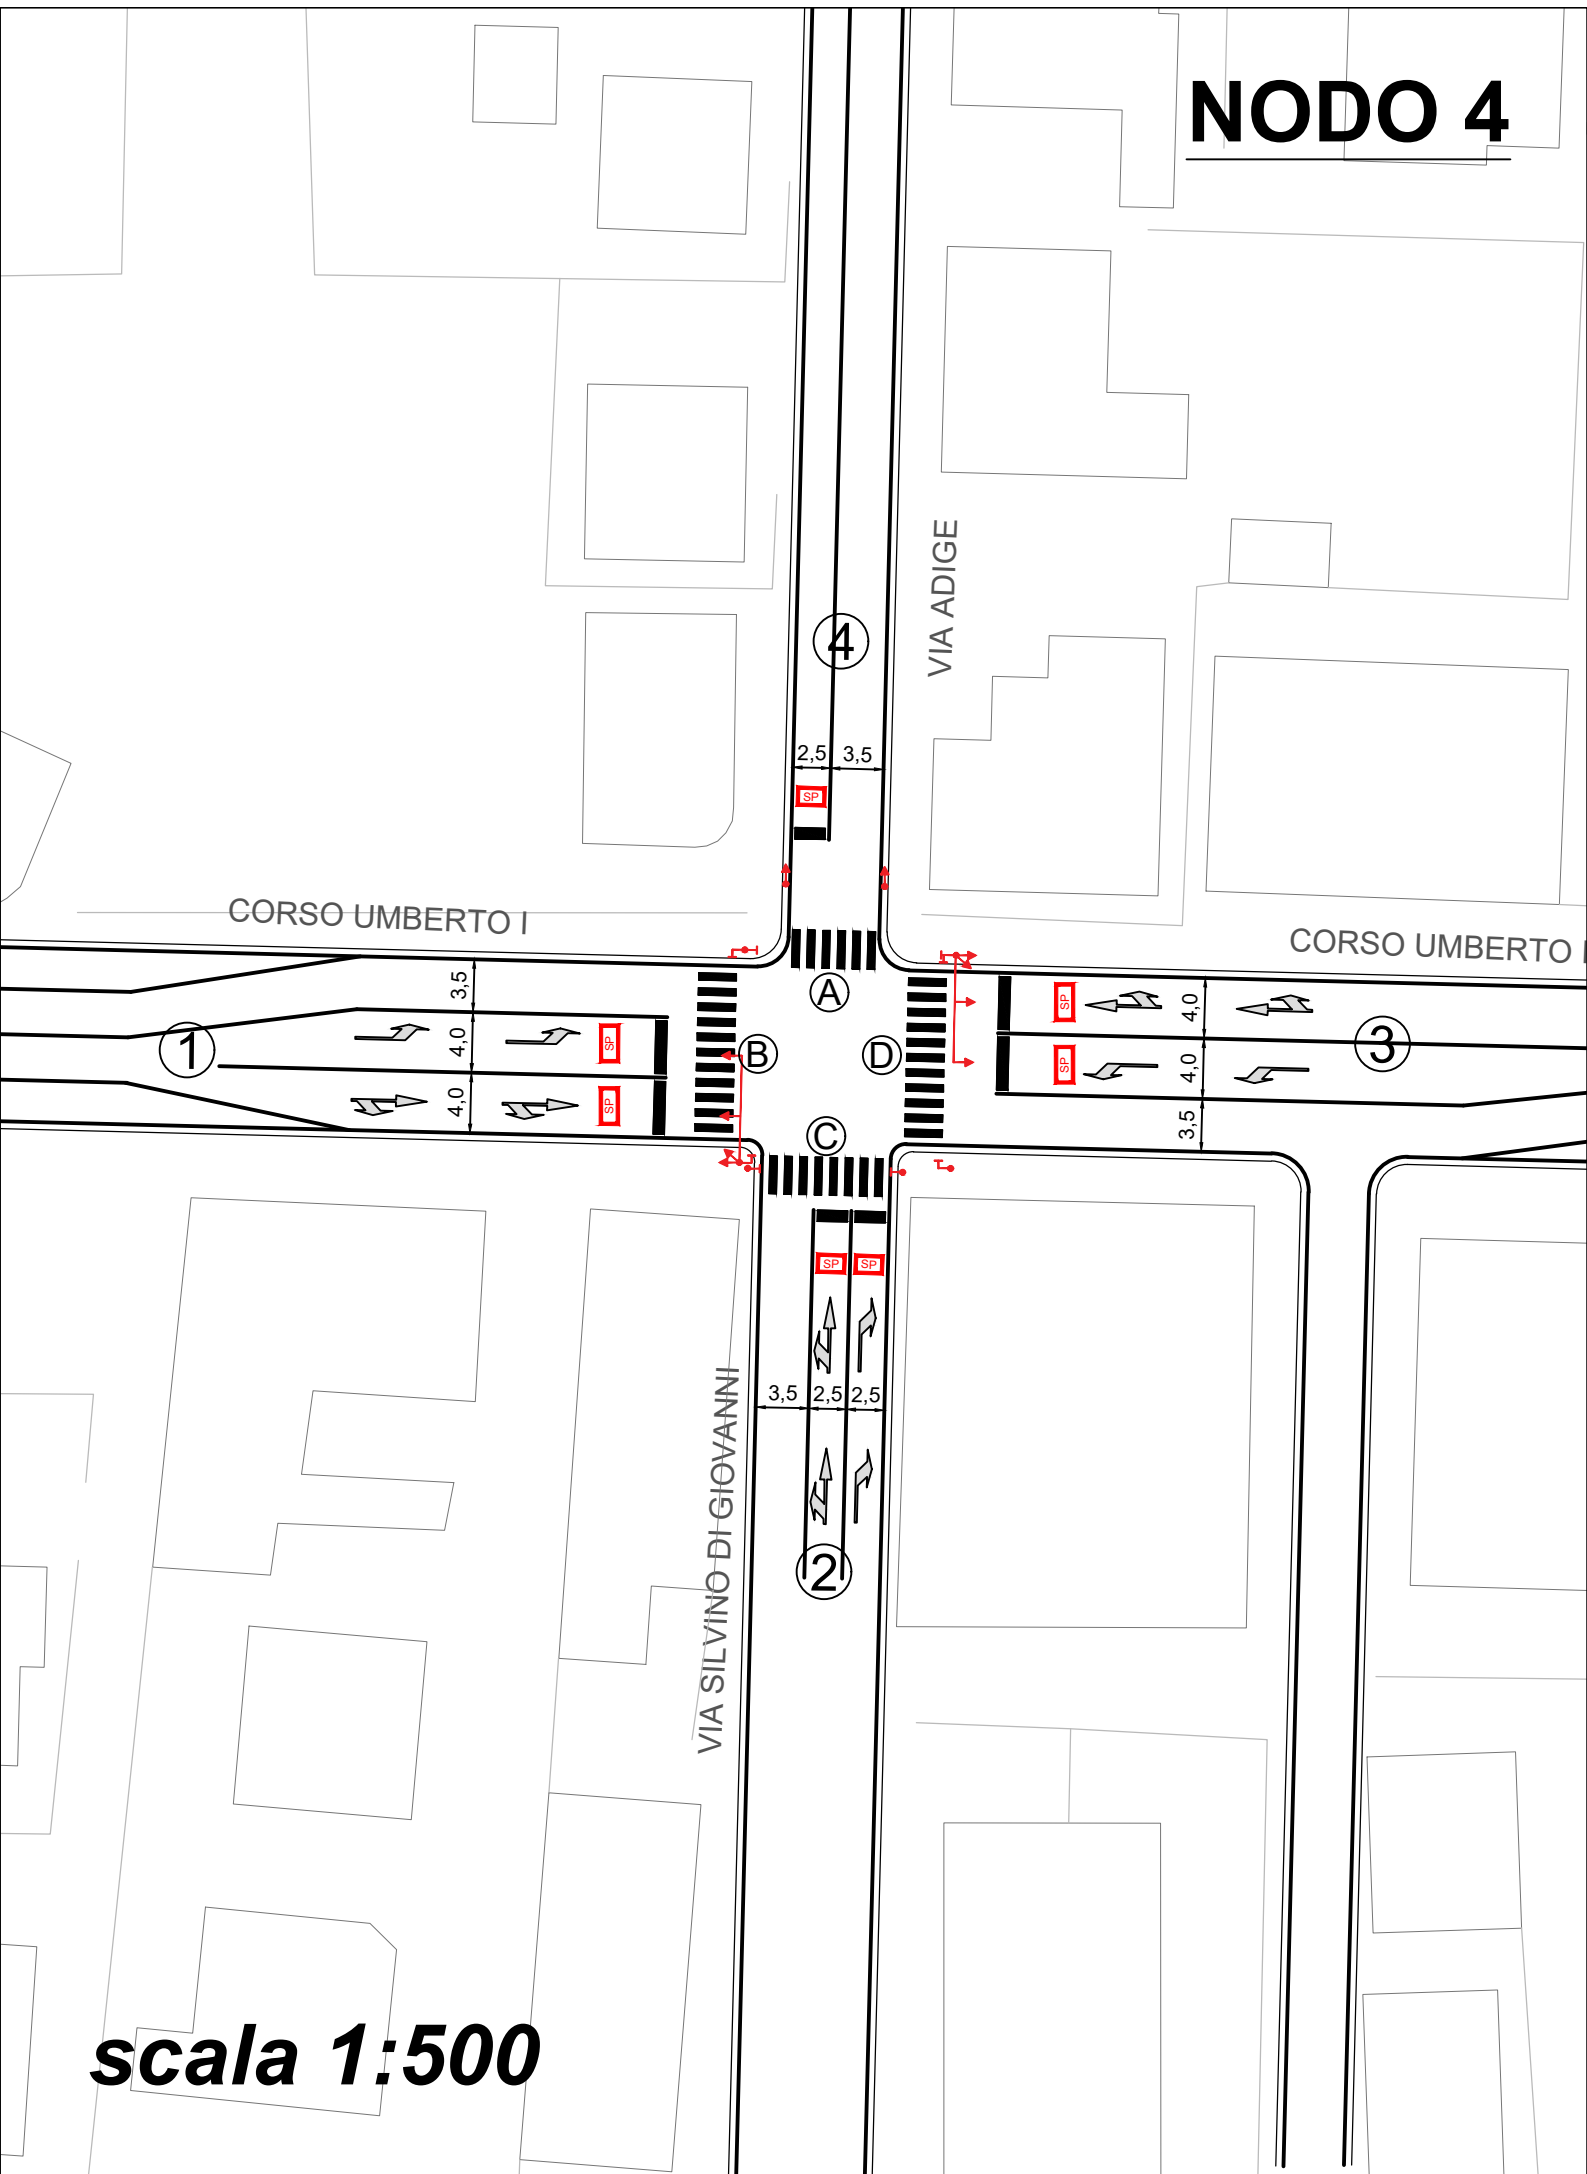 NODO 4
VIA ADIGE
4
2,5 3,5
SP
CORSO UMBERTO I
CORSO UMBERTO I
3,5
A
4,0
SP
4,0
1
SP
B
D
SP
4,0
3
4,0
SP
C
3,5
SP SP
3,5 2,5 2,5
VIA SILVINO DI GIOVANNI
2
scala 1:500